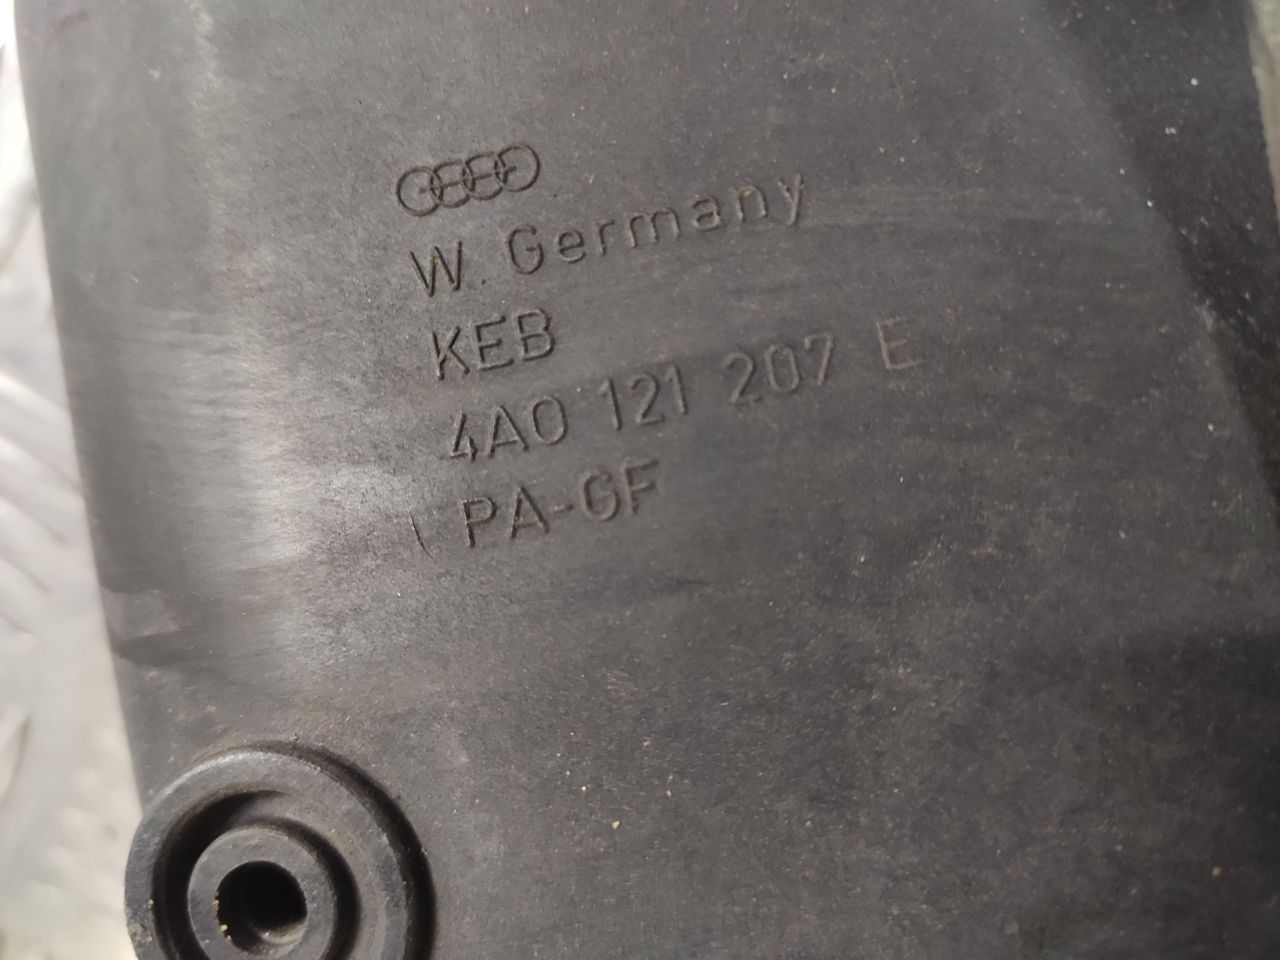 W. Germany
KEB
4A0 121 207 E
PA-GF